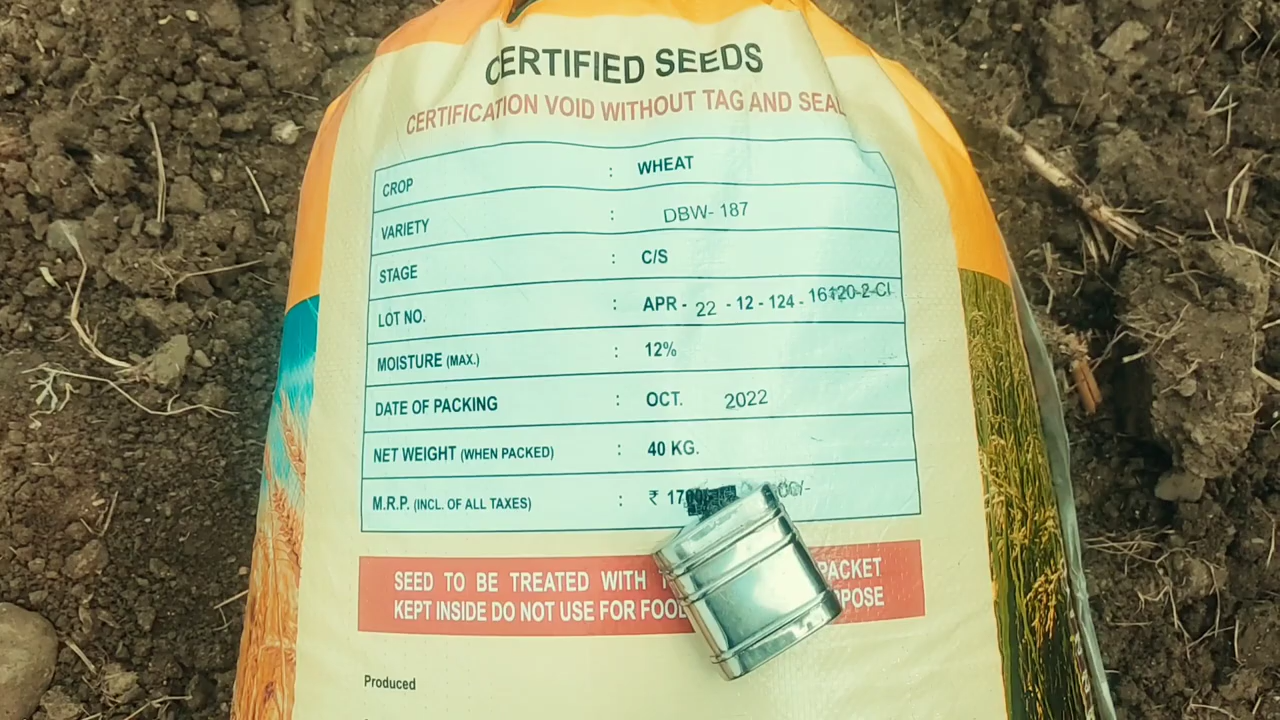 CERTIFIED SEEDS
CERTIFICATION VOID WITHOUT TAG AND SEAL
CROP : WHEAT
VARIETY : DBW- 187
STAGE : C/S
LOT NO. : APR - 22 - 12 - 124 - 16120-2-CI
MOISTURE (MAX.) : 12%
DATE OF PACKING : OCT. 2022
NET WEIGHT (WHEN PACKED) : 40 KG.
M.R.P. (INCL. OF ALL TAXES) : ₹
SEED TO BE TREATED WITH PACKET
KEPT INSIDE DO NOT USE FOR
Produced